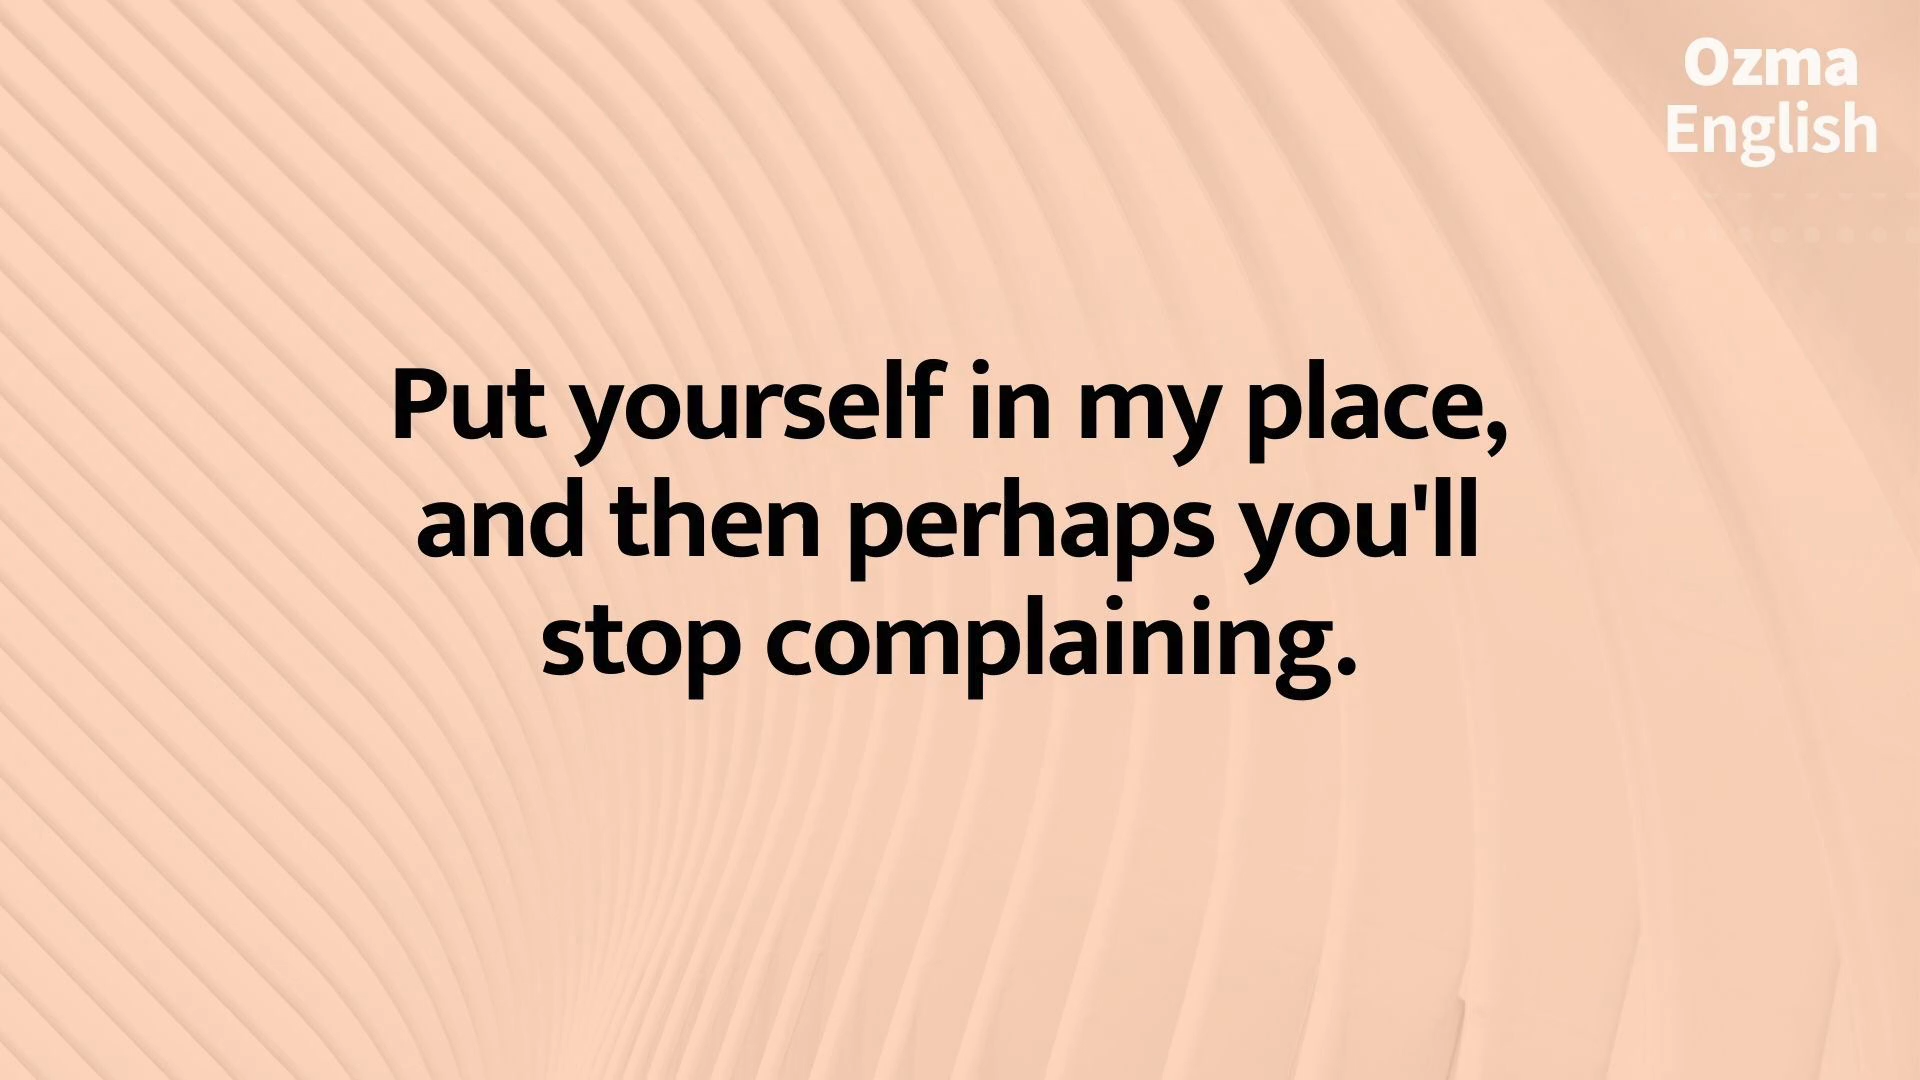 Ozma
English
Put yourself in my place,
and then perhaps you'll
stop complaining.